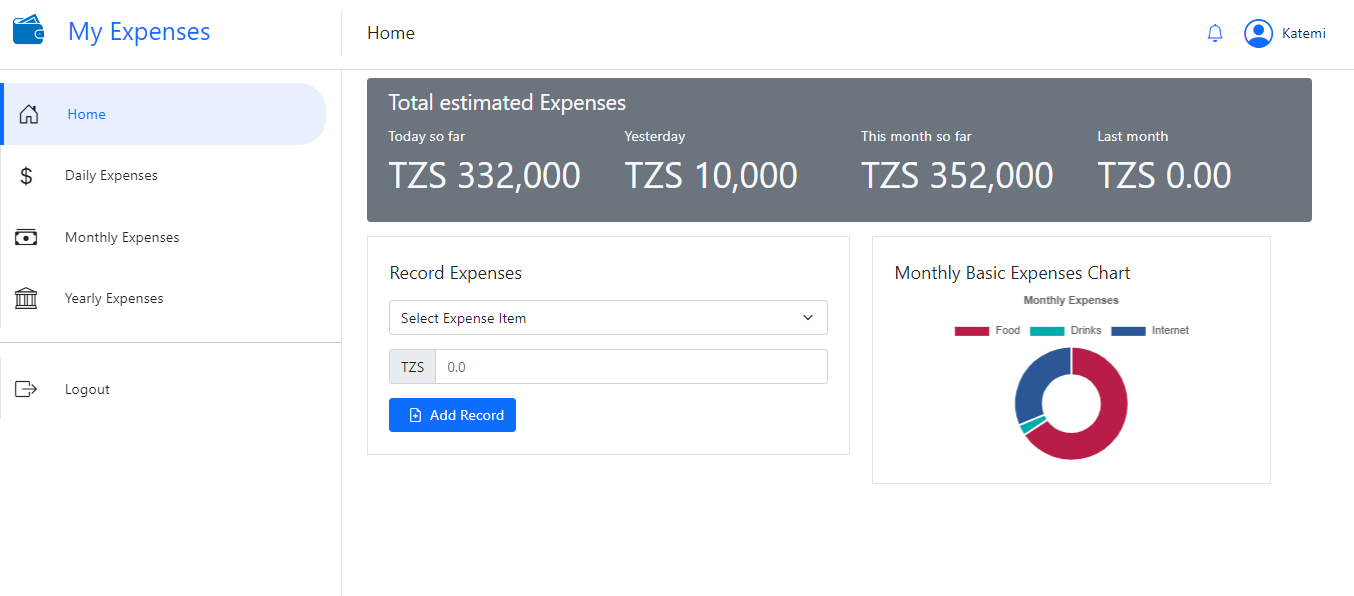 My Expenses
Home
Katemi
Home
Daily Expenses
Monthly Expenses
Yearly Expenses
Logout
Total estimated Expenses
Today so far
Yesterday
This month so far
Last month
TZS 332,000
TZS 10,000
TZS 352,000
TZS 0.00
Record Expenses
Select Expense Item
TZS
0.0
Add Record
Monthly Basic Expenses Chart
Monthly Expenses
Food
Drinks
Internet